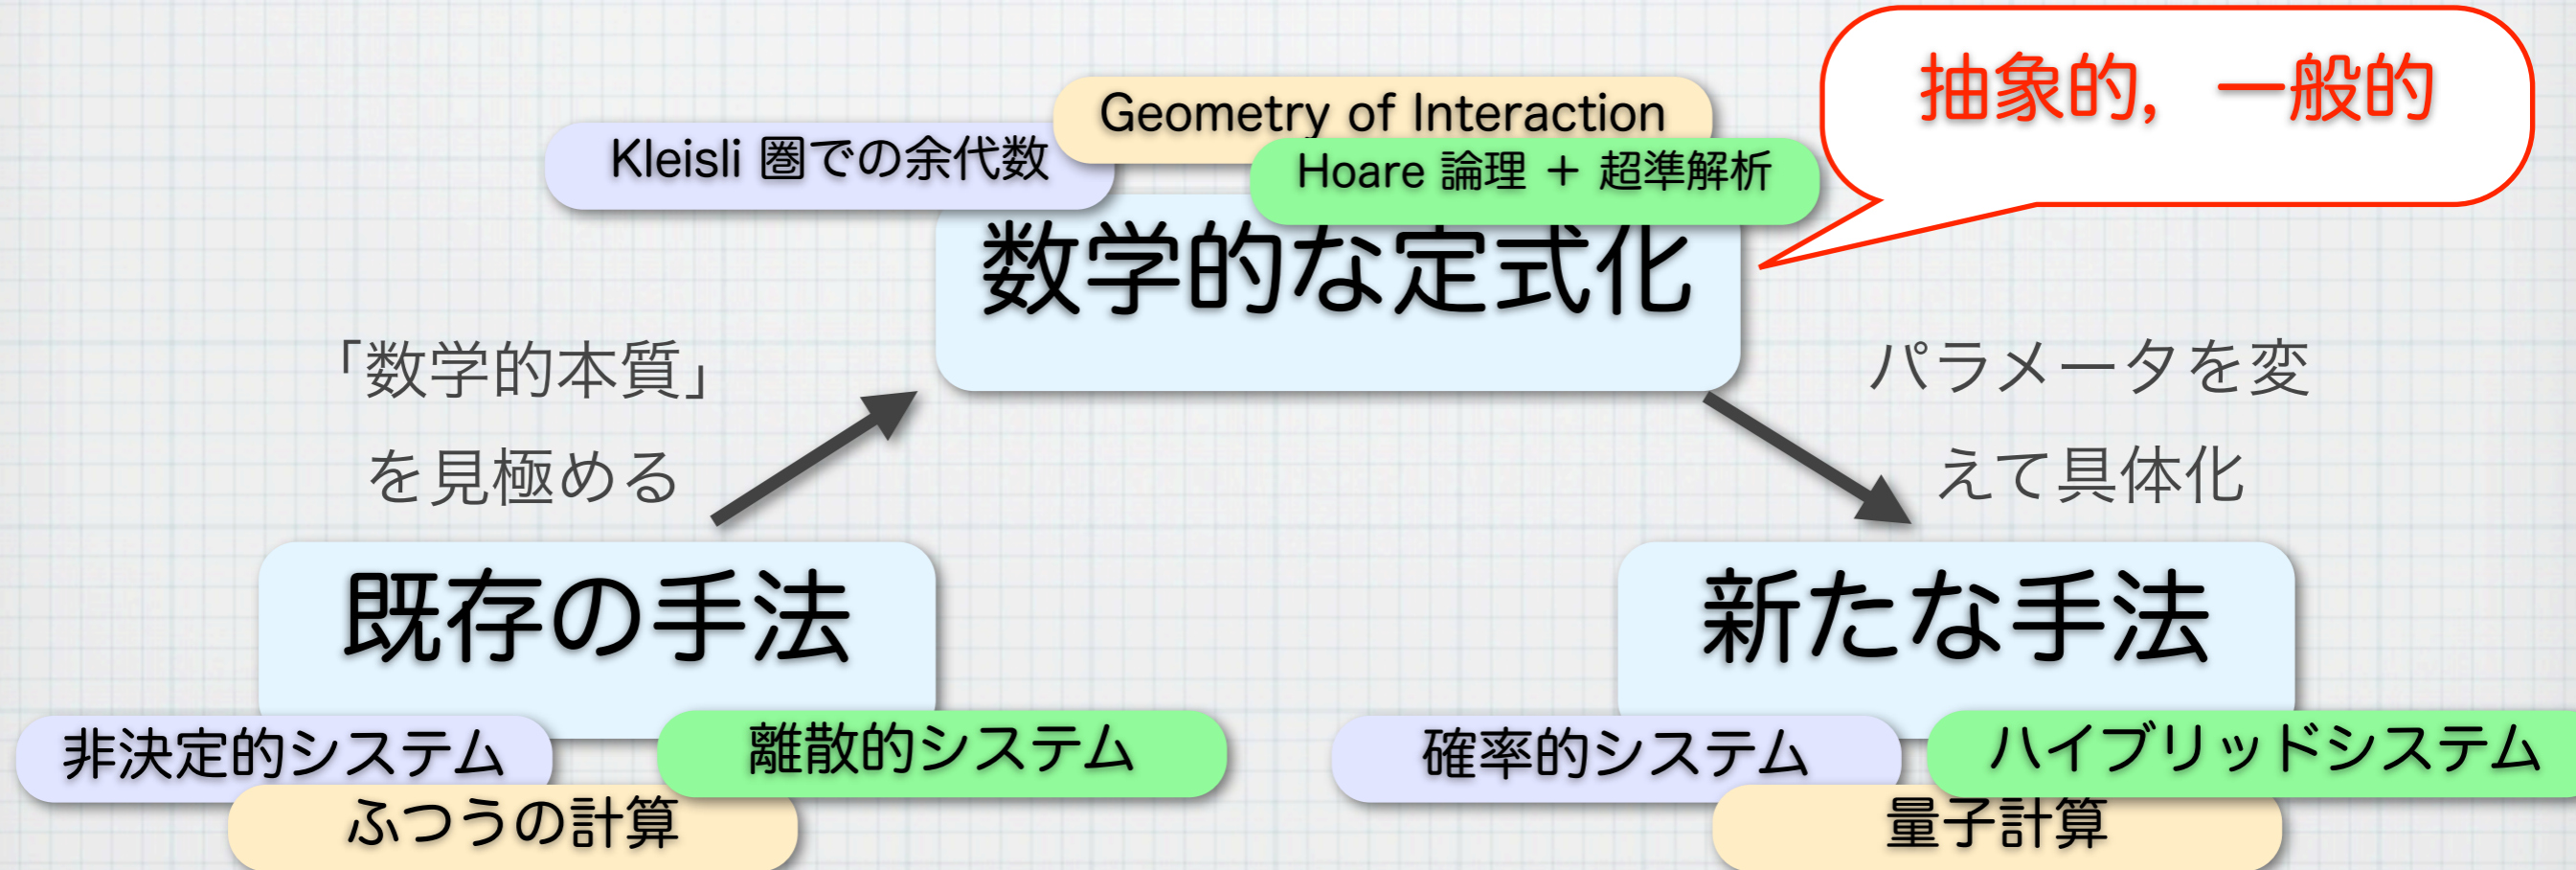 抽象的，一般的
Geometry of Interaction
Kleisli 圏での余代数
Hoare 論理 ＋ 超準解析
数学的な定式化
「数学的本質」
を見極める
パラメータを変
えて具体化
既存の手法
新たな手法
非決定的システム
離散的システム
ふつうの計算
確率的システム
ハイブリッドシステム
量子計算